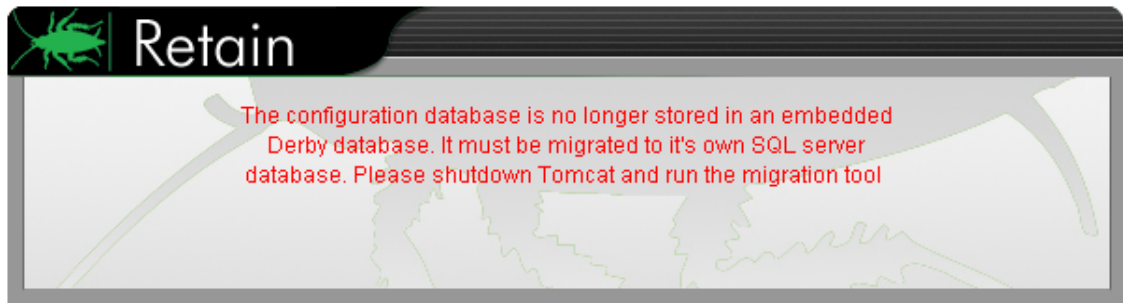 Retain
The configuration database is no longer stored in an embedded
Derby database. It must be migrated to it's own SQL server
database. Please shutdown Tomcat and run the migration tool